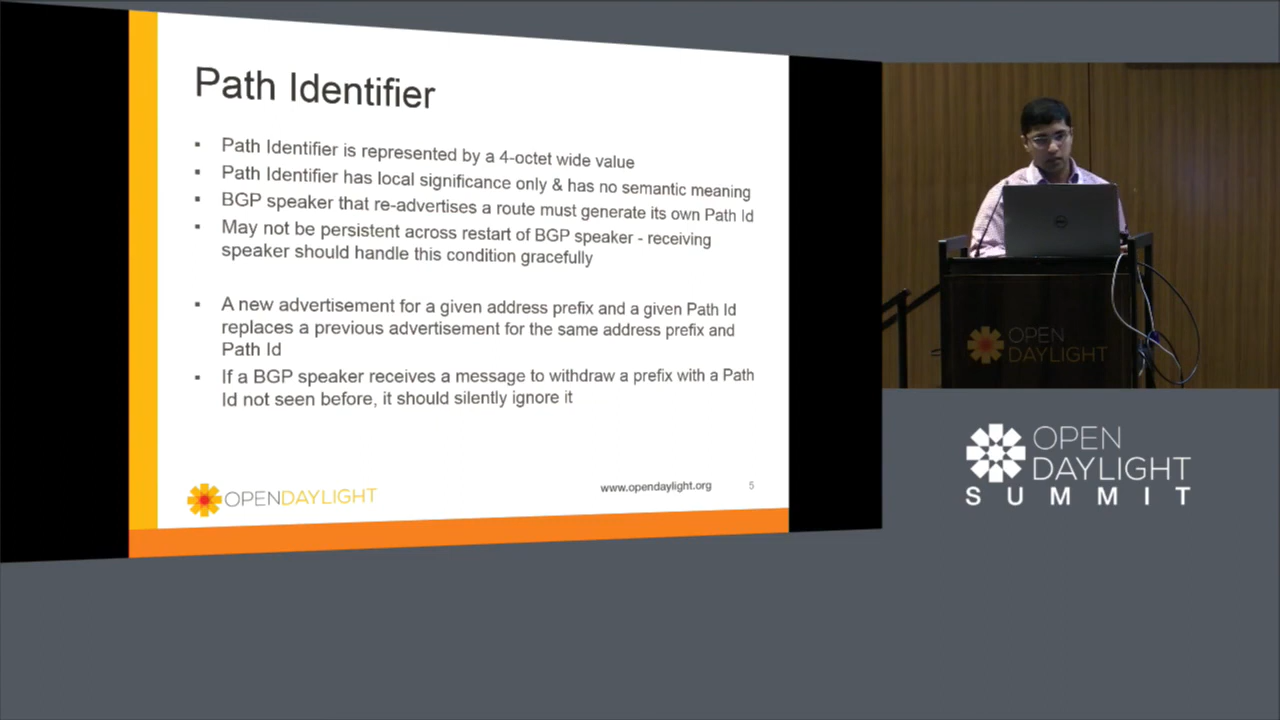 Path Identifier
▪ Path Identifier is represented by a 4-octet wide value
▪ Path Identifier has local significance only & has no semantic meaning
▪ BGP speaker that re-advertises a route must generate its own Path Id
▪ May not be persistent across restart of BGP speaker - receiving
speaker should handle this condition gracefully
▪ A new advertisement for a given address prefix and a given Path Id
replaces a previous advertisement for the same address prefix and
Path Id
▪ If a BGP speaker receives a message to withdraw a prefix with a Path
Id not seen before, it should silently ignore it
OPENDAYLIGHT
www.opendaylight.org
5
OPEN
DAYLIGHT
OPEN
DAYLIGHT
SUMMIT